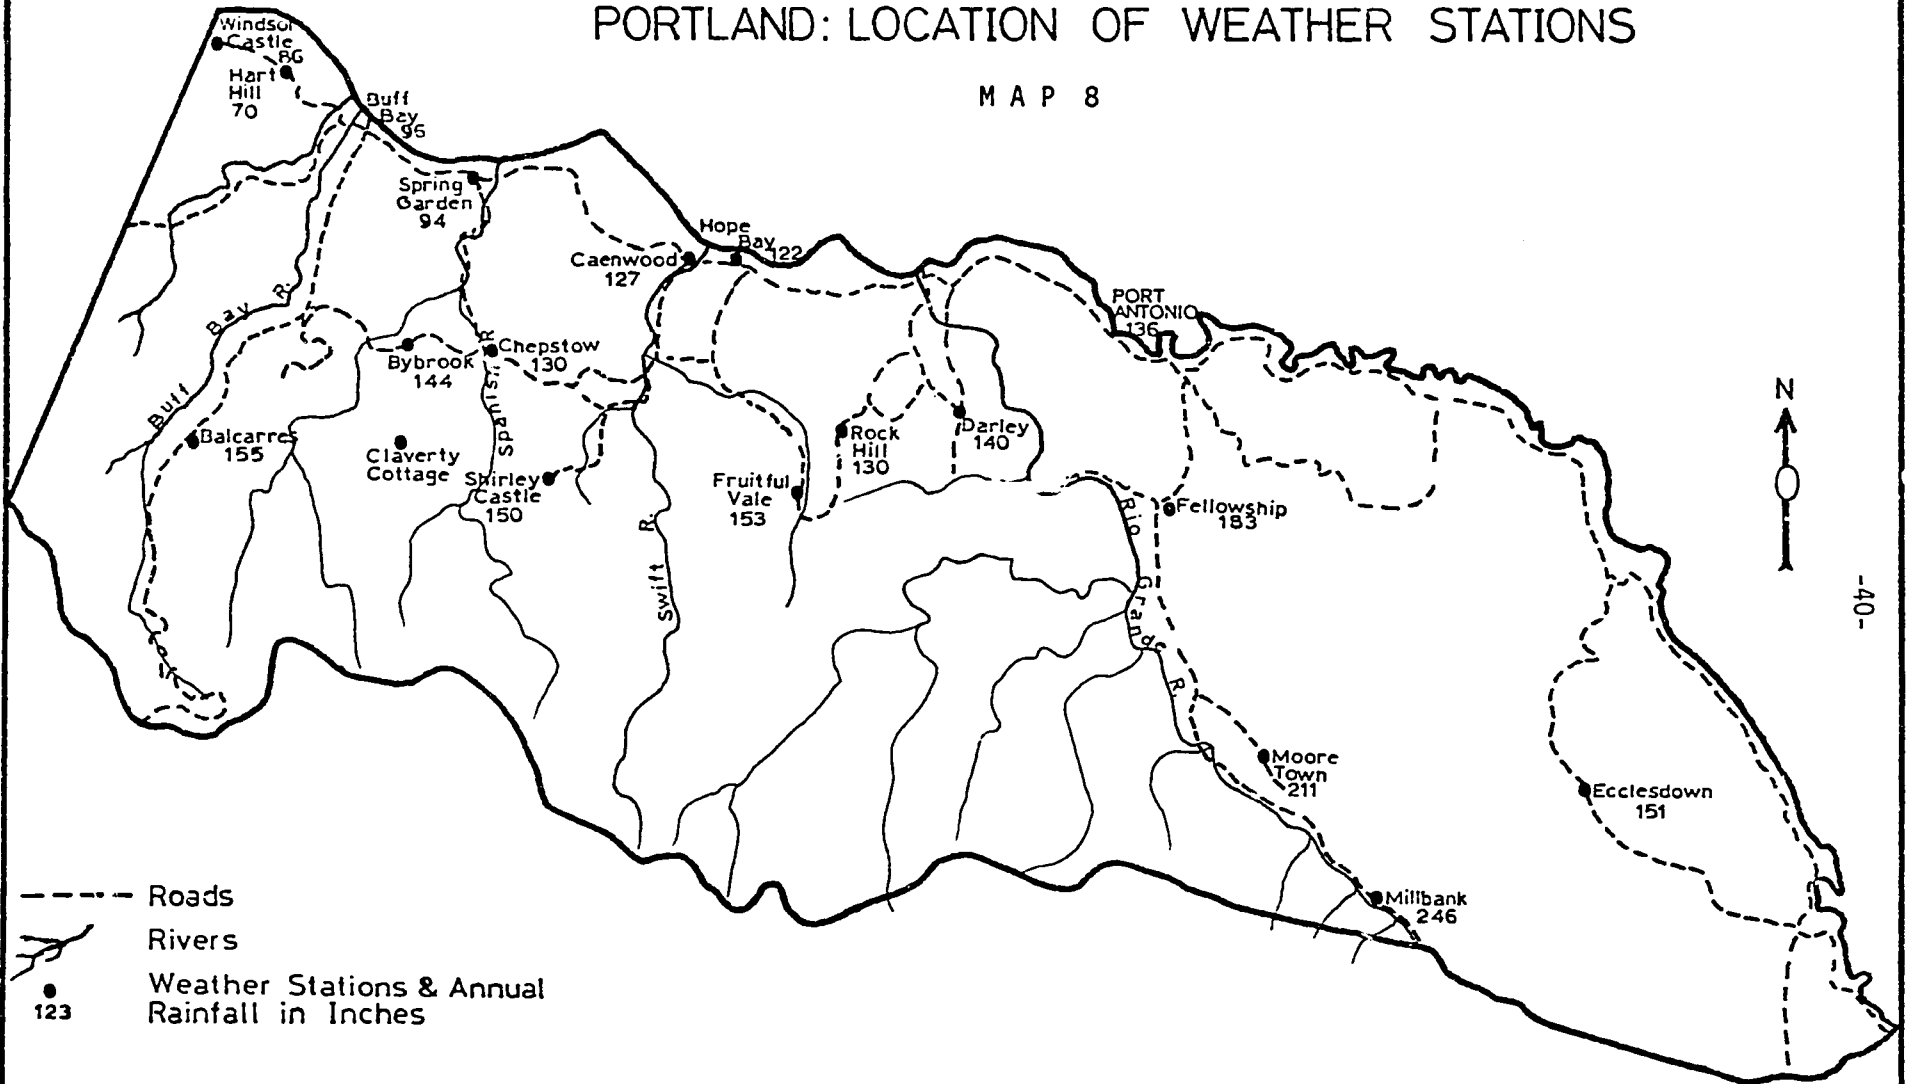 PORTLAND: LOCATION OF WEATHER STATIONS
MAP 8
Windsor
Castle
86
Hart
Hill
70
Buff
Bay
96
Spring
Garden
94
Hope
Bay
122
Caenwood
127
PORT
ANTONIO
136
Buff Bay R.
Bybrook
144
Chepstow
130
Spanish R.
Balcarres
155
Claverty
Cottage
Shirley
Castle
150
Swift R.
Fruitful
Vale
153
Rock
Hill
130
Darley
140
Fellowship
183
Rio Grande R.
Moore
Town
211
Ecclesdown
151
Millbank
246
N
-40-
Roads
Rivers
123
Weather Stations & Annual
Rainfall in Inches